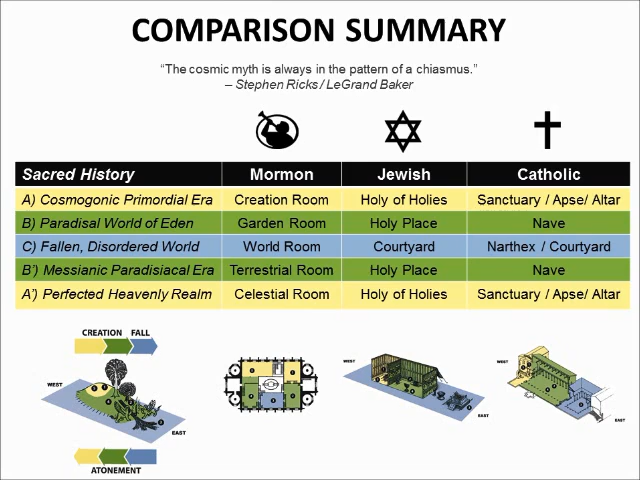 COMPARISON SUMMARY
“The cosmic myth is always in the pattern of a chiasmus.”
– Stephen Ricks / LeGrand Baker
Sacred History Mormon Jewish Catholic
A) Cosmogonic Primordial Era Creation Room Holy of Holies Sanctuary / Apse/ Altar
B) Paradisal World of Eden Garden Room Holy Place Nave
C) Fallen, Disordered World World Room Courtyard Narthex / Courtyard
B’) Messianic Paradisiacal Era Terrestrial Room Holy Place Nave
A’) Perfected Heavenly Realm Celestial Room Holy of Holies Sanctuary / Apse/ Altar
CREATION FALL
WEST
EAST
ATONEMENT
WEST
EAST
WEST
EAST